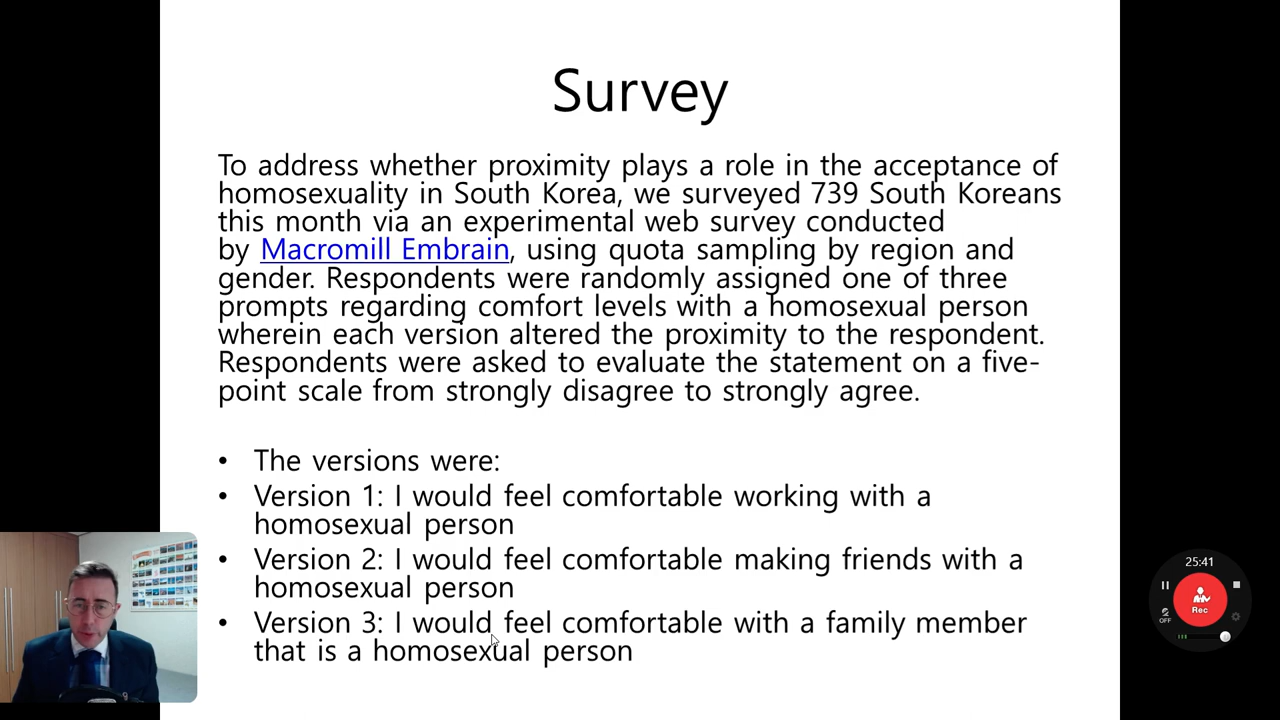 Survey
To address whether proximity plays a role in the acceptance of
homosexuality in South Korea, we surveyed 739 South Koreans
this month via an experimental web survey conducted
by Macromill Embrain, using quota sampling by region and
gender. Respondents were randomly assigned one of three
prompts regarding comfort levels with a homosexual person
wherein each version altered the proximity to the respondent.
Respondents were asked to evaluate the statement on a five-
point scale from strongly disagree to strongly agree.
• The versions were:
• Version 1: I would feel comfortable working with a
homosexual person
• Version 2: I would feel comfortable making friends with a
homosexual person
• Version 3: I would feel comfortable with a family member
that is a homosexual person
25:41
Rec
OFF